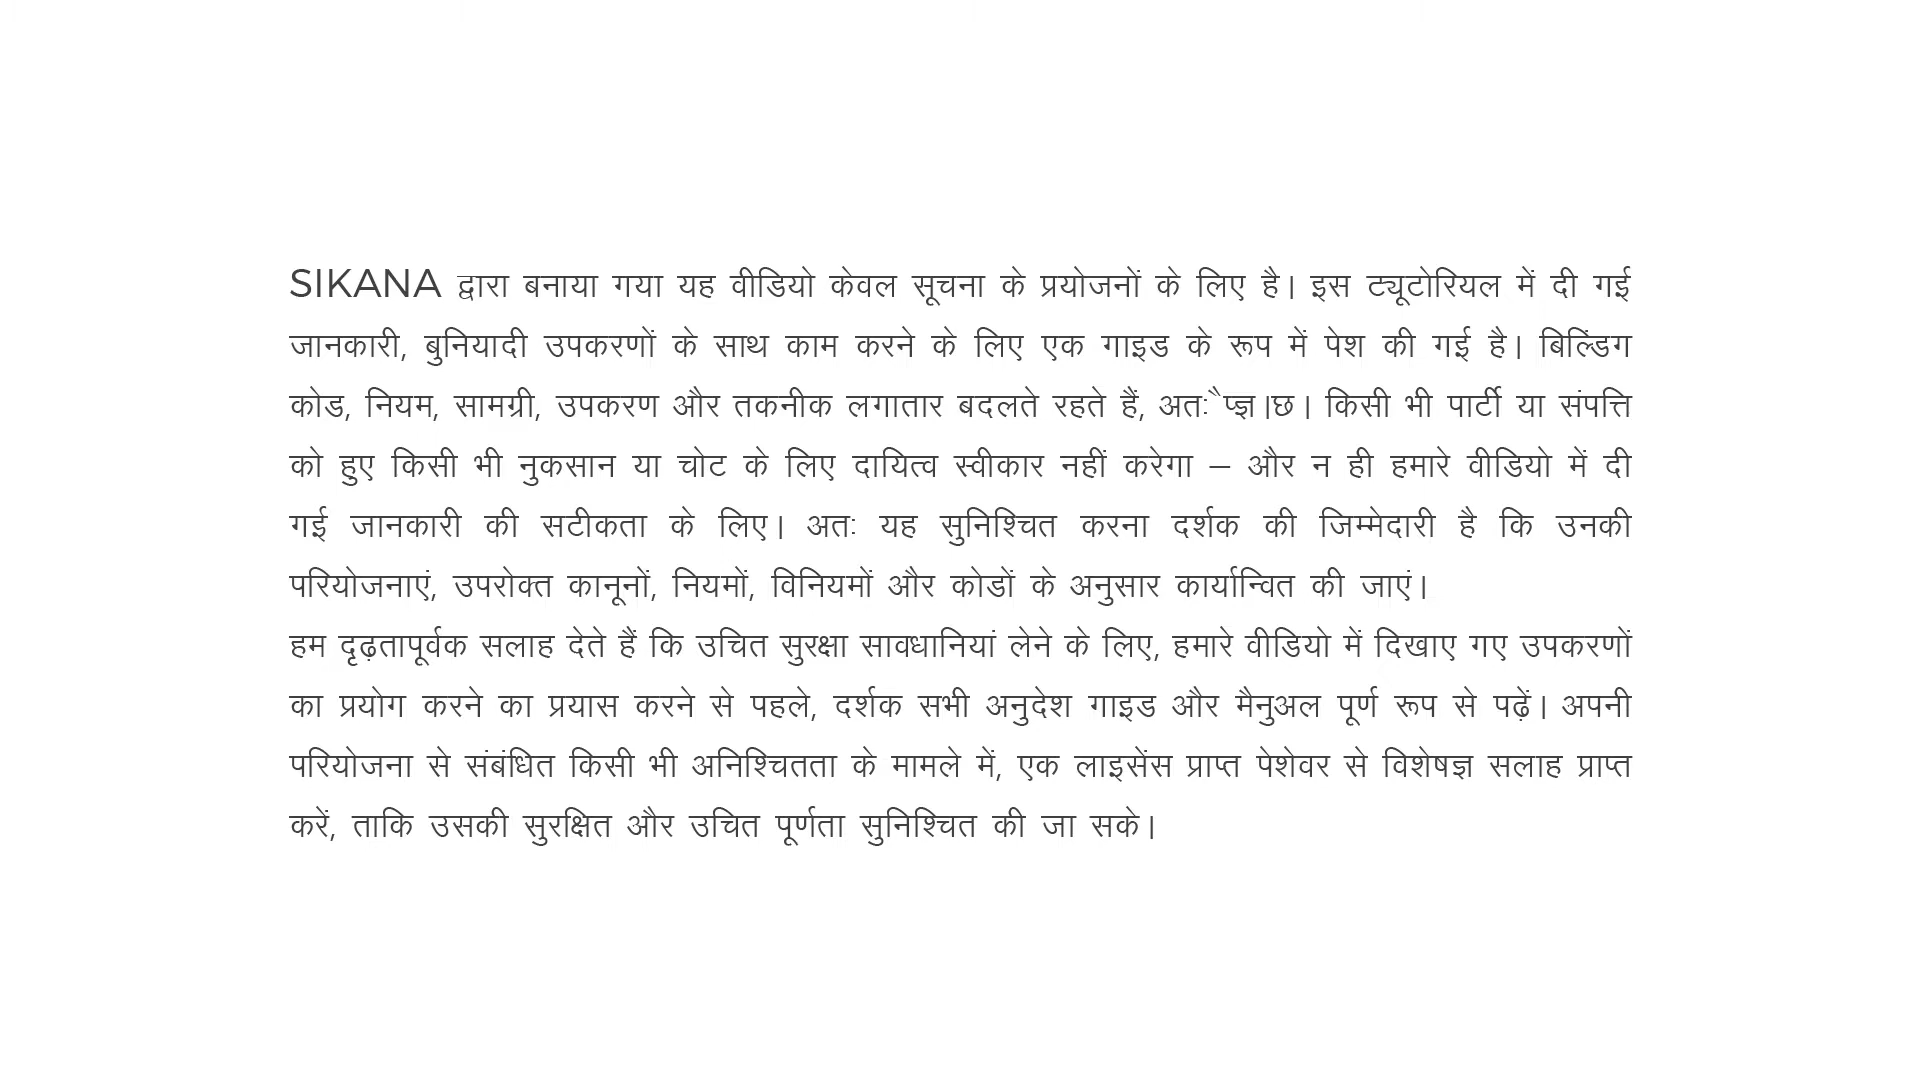 SIKANA द्वारा बनाया गया यह वीडियो केवल सूचना के प्रयोजनों के लिए है। इस ट्यूटोरियल में दी गई
जानकारी, बुनियादी उपकरणों के साथ काम करने के लिए एक गाइड के रूप में पेश की गई है। बिल्डिंग
कोड, नियम, सामग्री, उपकरण और तकनीक लगातार बदलते रहते हैं, अतःैप्ज्ञ।छ। किसी भी पार्टी या संपत्ति
को हुए किसी भी नुकसान या चोट के लिए दायित्व स्वीकार नहीं करेगा – और न ही हमारे वीडियो में दी
गई जानकारी की सटीकता के लिए। अतः यह सुनिश्चित करना दर्शक की जिम्मेदारी है कि उनकी
परियोजनाएं, उपरोक्त कानूनों, नियमों, विनियमों और कोडों के अनुसार कार्यान्वित की जाएं।
हम दृढ़तापूर्वक सलाह देते हैं कि उचित सुरक्षा सावधानियां लेने के लिए, हमारे वीडियो में दिखाए गए उपकरणों
का प्रयोग करने का प्रयास करने से पहले, दर्शक सभी अनुदेश गाइड और मैनुअल पूर्ण रूप से पढ़ें। अपनी
परियोजना से संबंधित किसी भी अनिश्चितता के मामले में, एक लाइसेंस प्राप्त पेशेवर से विशेषज्ञ सलाह प्राप्त
करें, ताकि उसकी सुरक्षित और उचित पूर्णता सुनिश्चित की जा सके।